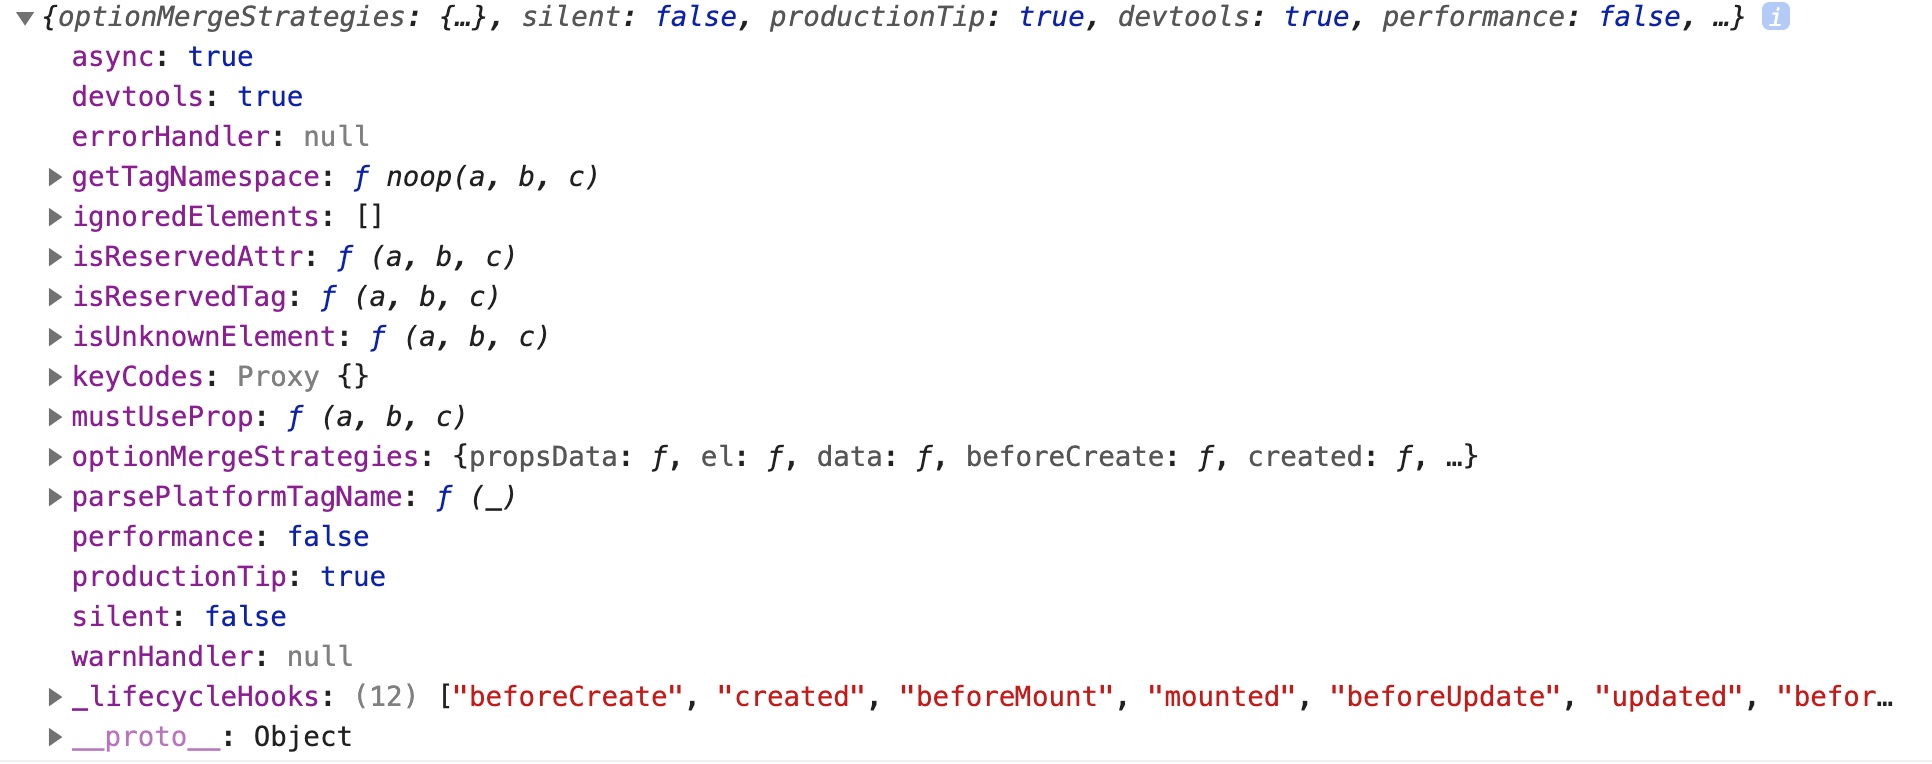 ▼{optionMergeStrategies: {…}, silent: false, productionTip: true, devtools: true, performance: false, …} i
async: true
devtools: true
errorHandler: null
▶getTagNamespace: ƒ noop(a, b, c)
▶ignoredElements: []
▶isReservedAttr: ƒ (a, b, c)
▶isReservedTag: ƒ (a, b, c)
▶isUnknownElement: ƒ (a, b, c)
▶keyCodes: Proxy {}
▶mustUseProp: ƒ (a, b, c)
▶optionMergeStrategies: {propsData: ƒ, el: ƒ, data: ƒ, beforeCreate: ƒ, created: ƒ, …}
▶parsePlatformTagName: ƒ (_)
performance: false
productionTip: true
silent: false
warnHandler: null
▶_lifecycleHooks: (12) ["beforeCreate", "created", "beforeMount", "mounted", "beforeUpdate", "updated", "befor…
▶__proto__: Object